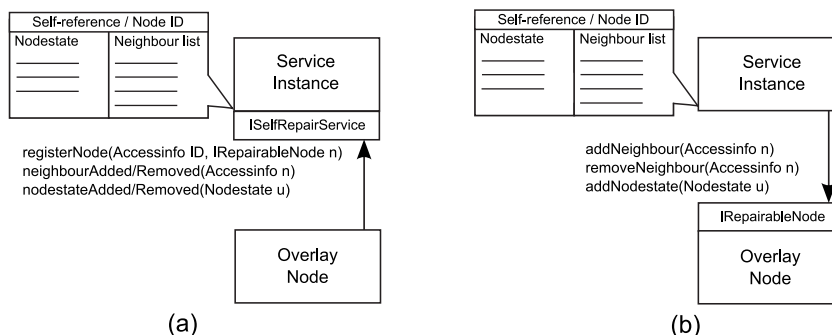 Self-reference / Node ID
Nodestate
Neighbour list
Service
Instance
ISelfRepairService
registerNode(Accessinfo ID, IRepairableNode n)
neighbourAdded/Removed(Accessinfo n)
nodestateAdded/Removed(Nodestate u)
Overlay
Node
(a)
Self-reference / Node ID
Nodestate
Neighbour list
Service
Instance
addNeighbour(Accessinfo n)
removeNeighbour(Accessinfo n)
addNodestate(Nodestate u)
IRepairableNode
Overlay
Node
(b)